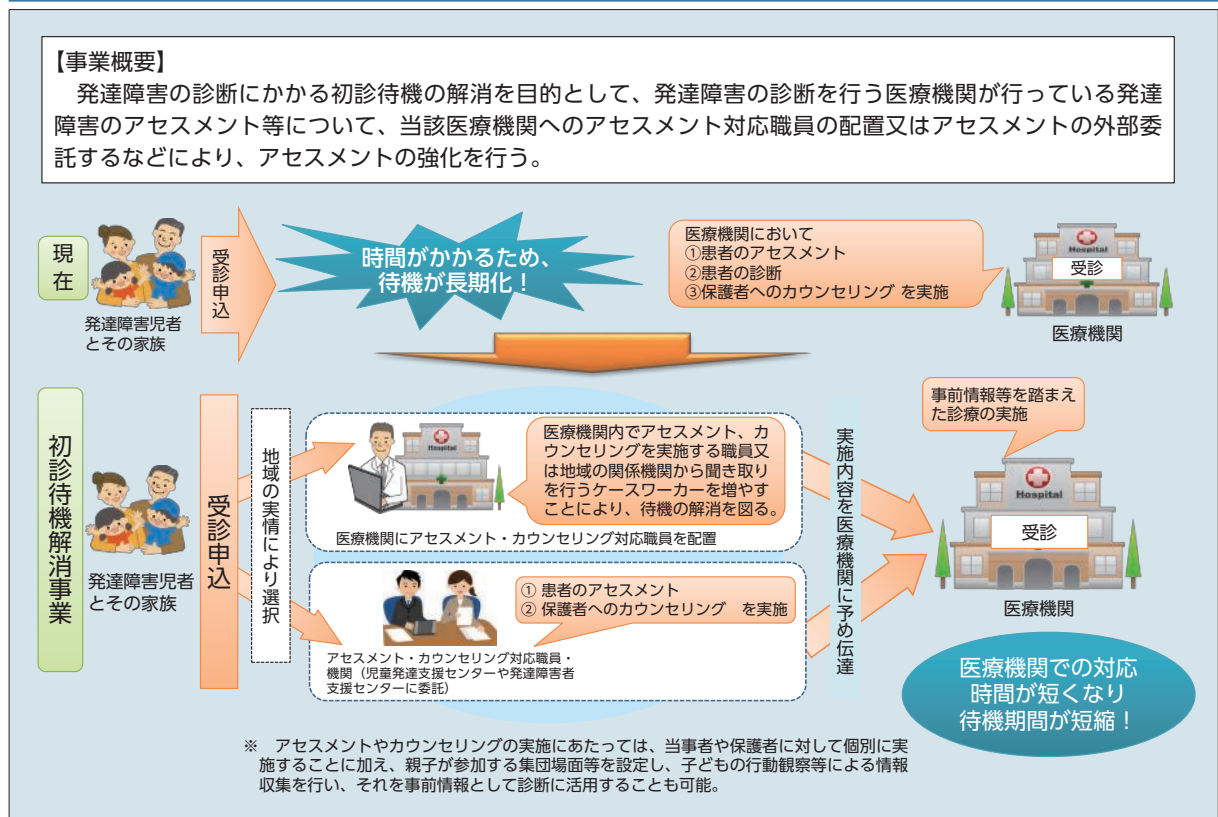 【事業概要】
発達障害の診断にかかる初診待機の解消を目的として、発達障害の診断を行う医療機関が行っている発達
障害のアセスメント等について、当該医療機関へのアセスメント対応職員の配置又はアセスメントの外部委
託するなどにより、アセスメントの強化を行う。
現在
発達障害児者
とその家族
受診申込
時間がかかるため、
待機が長期化！
医療機関において
①患者のアセスメント
②患者の診断
③保護者へのカウンセリング を実施
Hospital
受診
医療機関
初診待機解消事業
発達障害児者
とその家族
受診申込
地域の実情により選択
医療機関内でアセスメント、カ
ウンセリングを実施する職員又
は地域の関係機関から聞き取り
を行うケースワーカーを増やす
ことにより、待機の解消を図る。
Hospital
医療機関にアセスメント・カウンセリング対応職員を配置
① 患者のアセスメント
② 保護者へのカウンセリング を実施
アセスメント・カウンセリング対応職員・
機関（児童発達支援センターや発達障害者
支援センターに委託）
実施内容を医療機関に予め伝達
事前情報等を踏まえ
た診療の実施
Hospital
受診
医療機関
医療機関での対応
時間が短くなり
待機期間が短縮！
※ アセスメントやカウンセリングの実施にあたっては、当事者や保護者に対して個別に実
施することに加え、親子が参加する集団場面等を設定し、子どもの行動観察等による情報
収集を行い、それを事前情報として診断に活用することも可能。